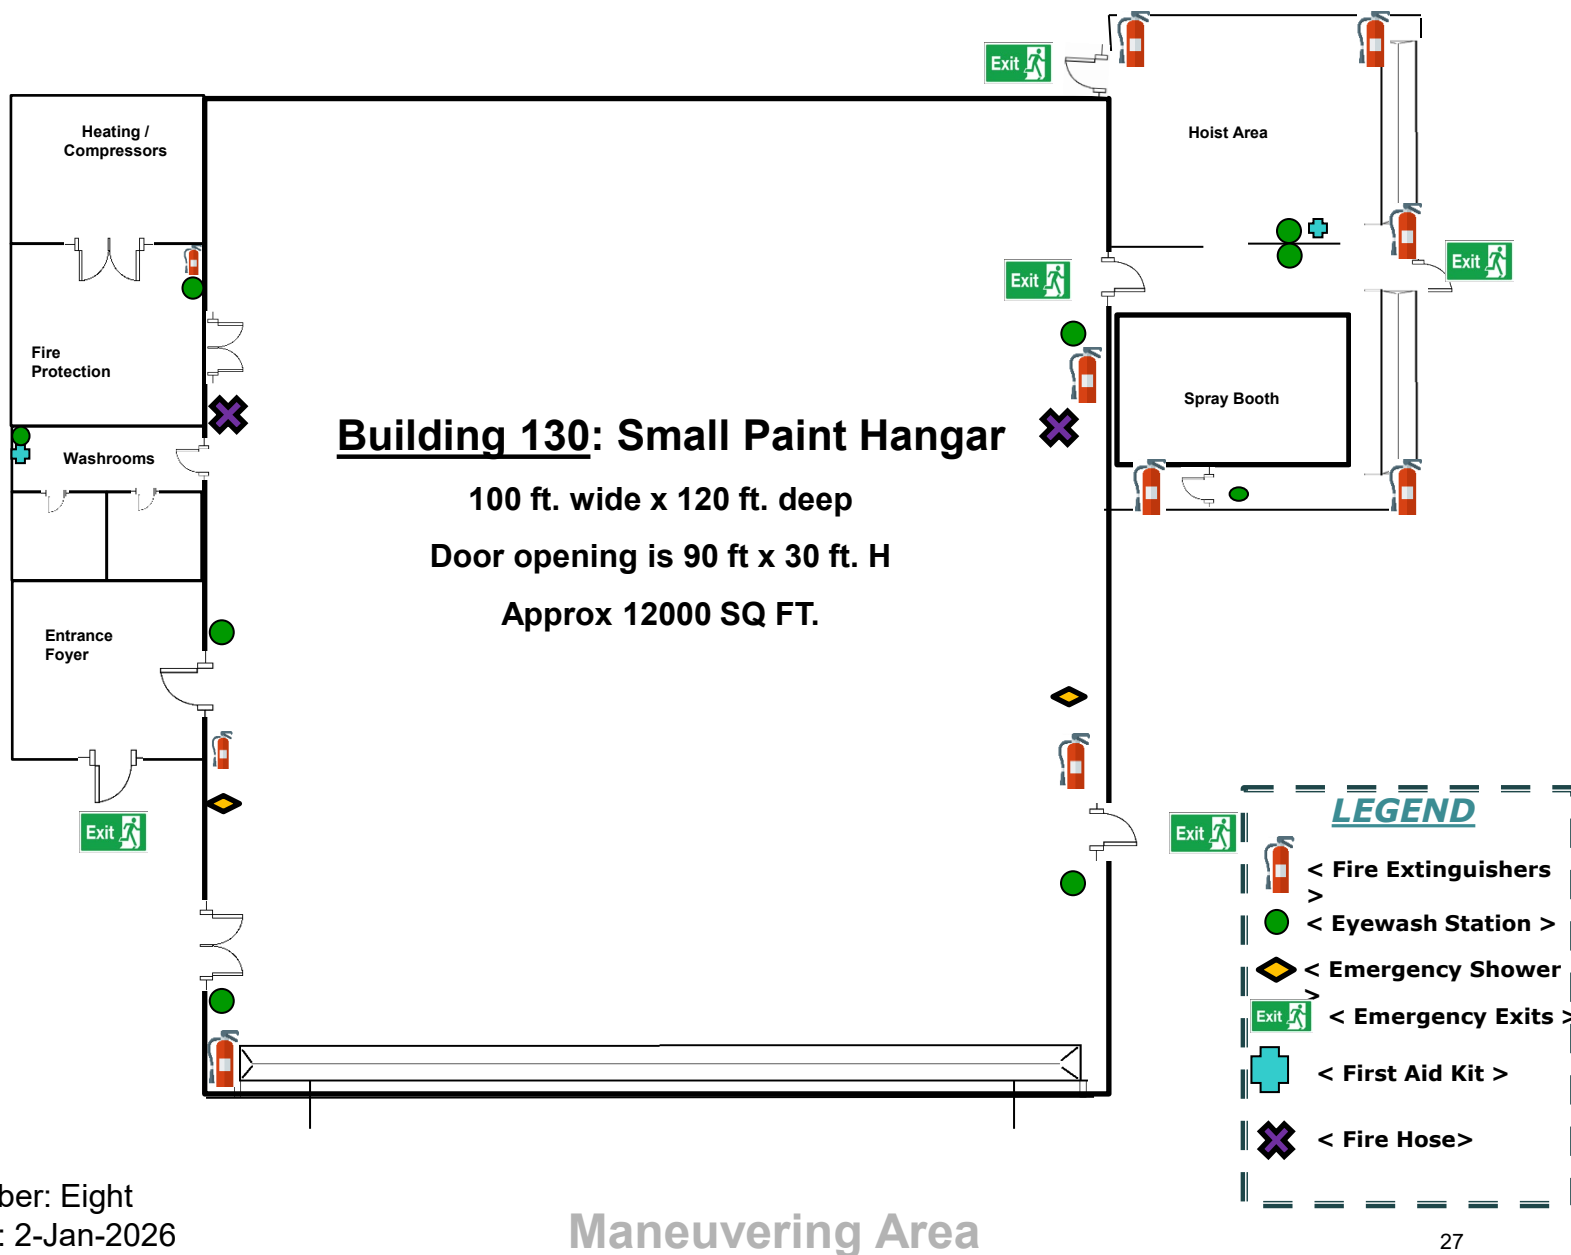 Exit
Heating /
Compressors
Hoist Area
Exit
Exit
Fire
Protection
Spray Booth
Building 130: Small Paint Hangar
Washrooms
100 ft. wide x 120 ft. deep
Door opening is 90 ft x 30 ft. H
Approx 12000 SQ FT.
Entrance
Foyer
Exit
Exit
LEGEND
< Fire Extinguishers
>
< Eyewash Station >
< Emergency Shower
>
Exit
< Emergency Exits >
< First Aid Kit >
< Fire Hose>
ber: Eight
: 2-Jan-2026
Maneuvering Area
27